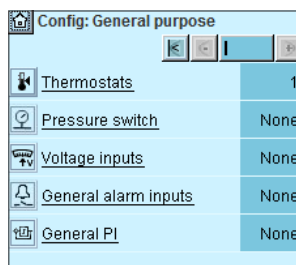 Config: General purpose
Thermostats 1
Pressure switch None
Voltage inputs None
General alarm inputs None
General PI None